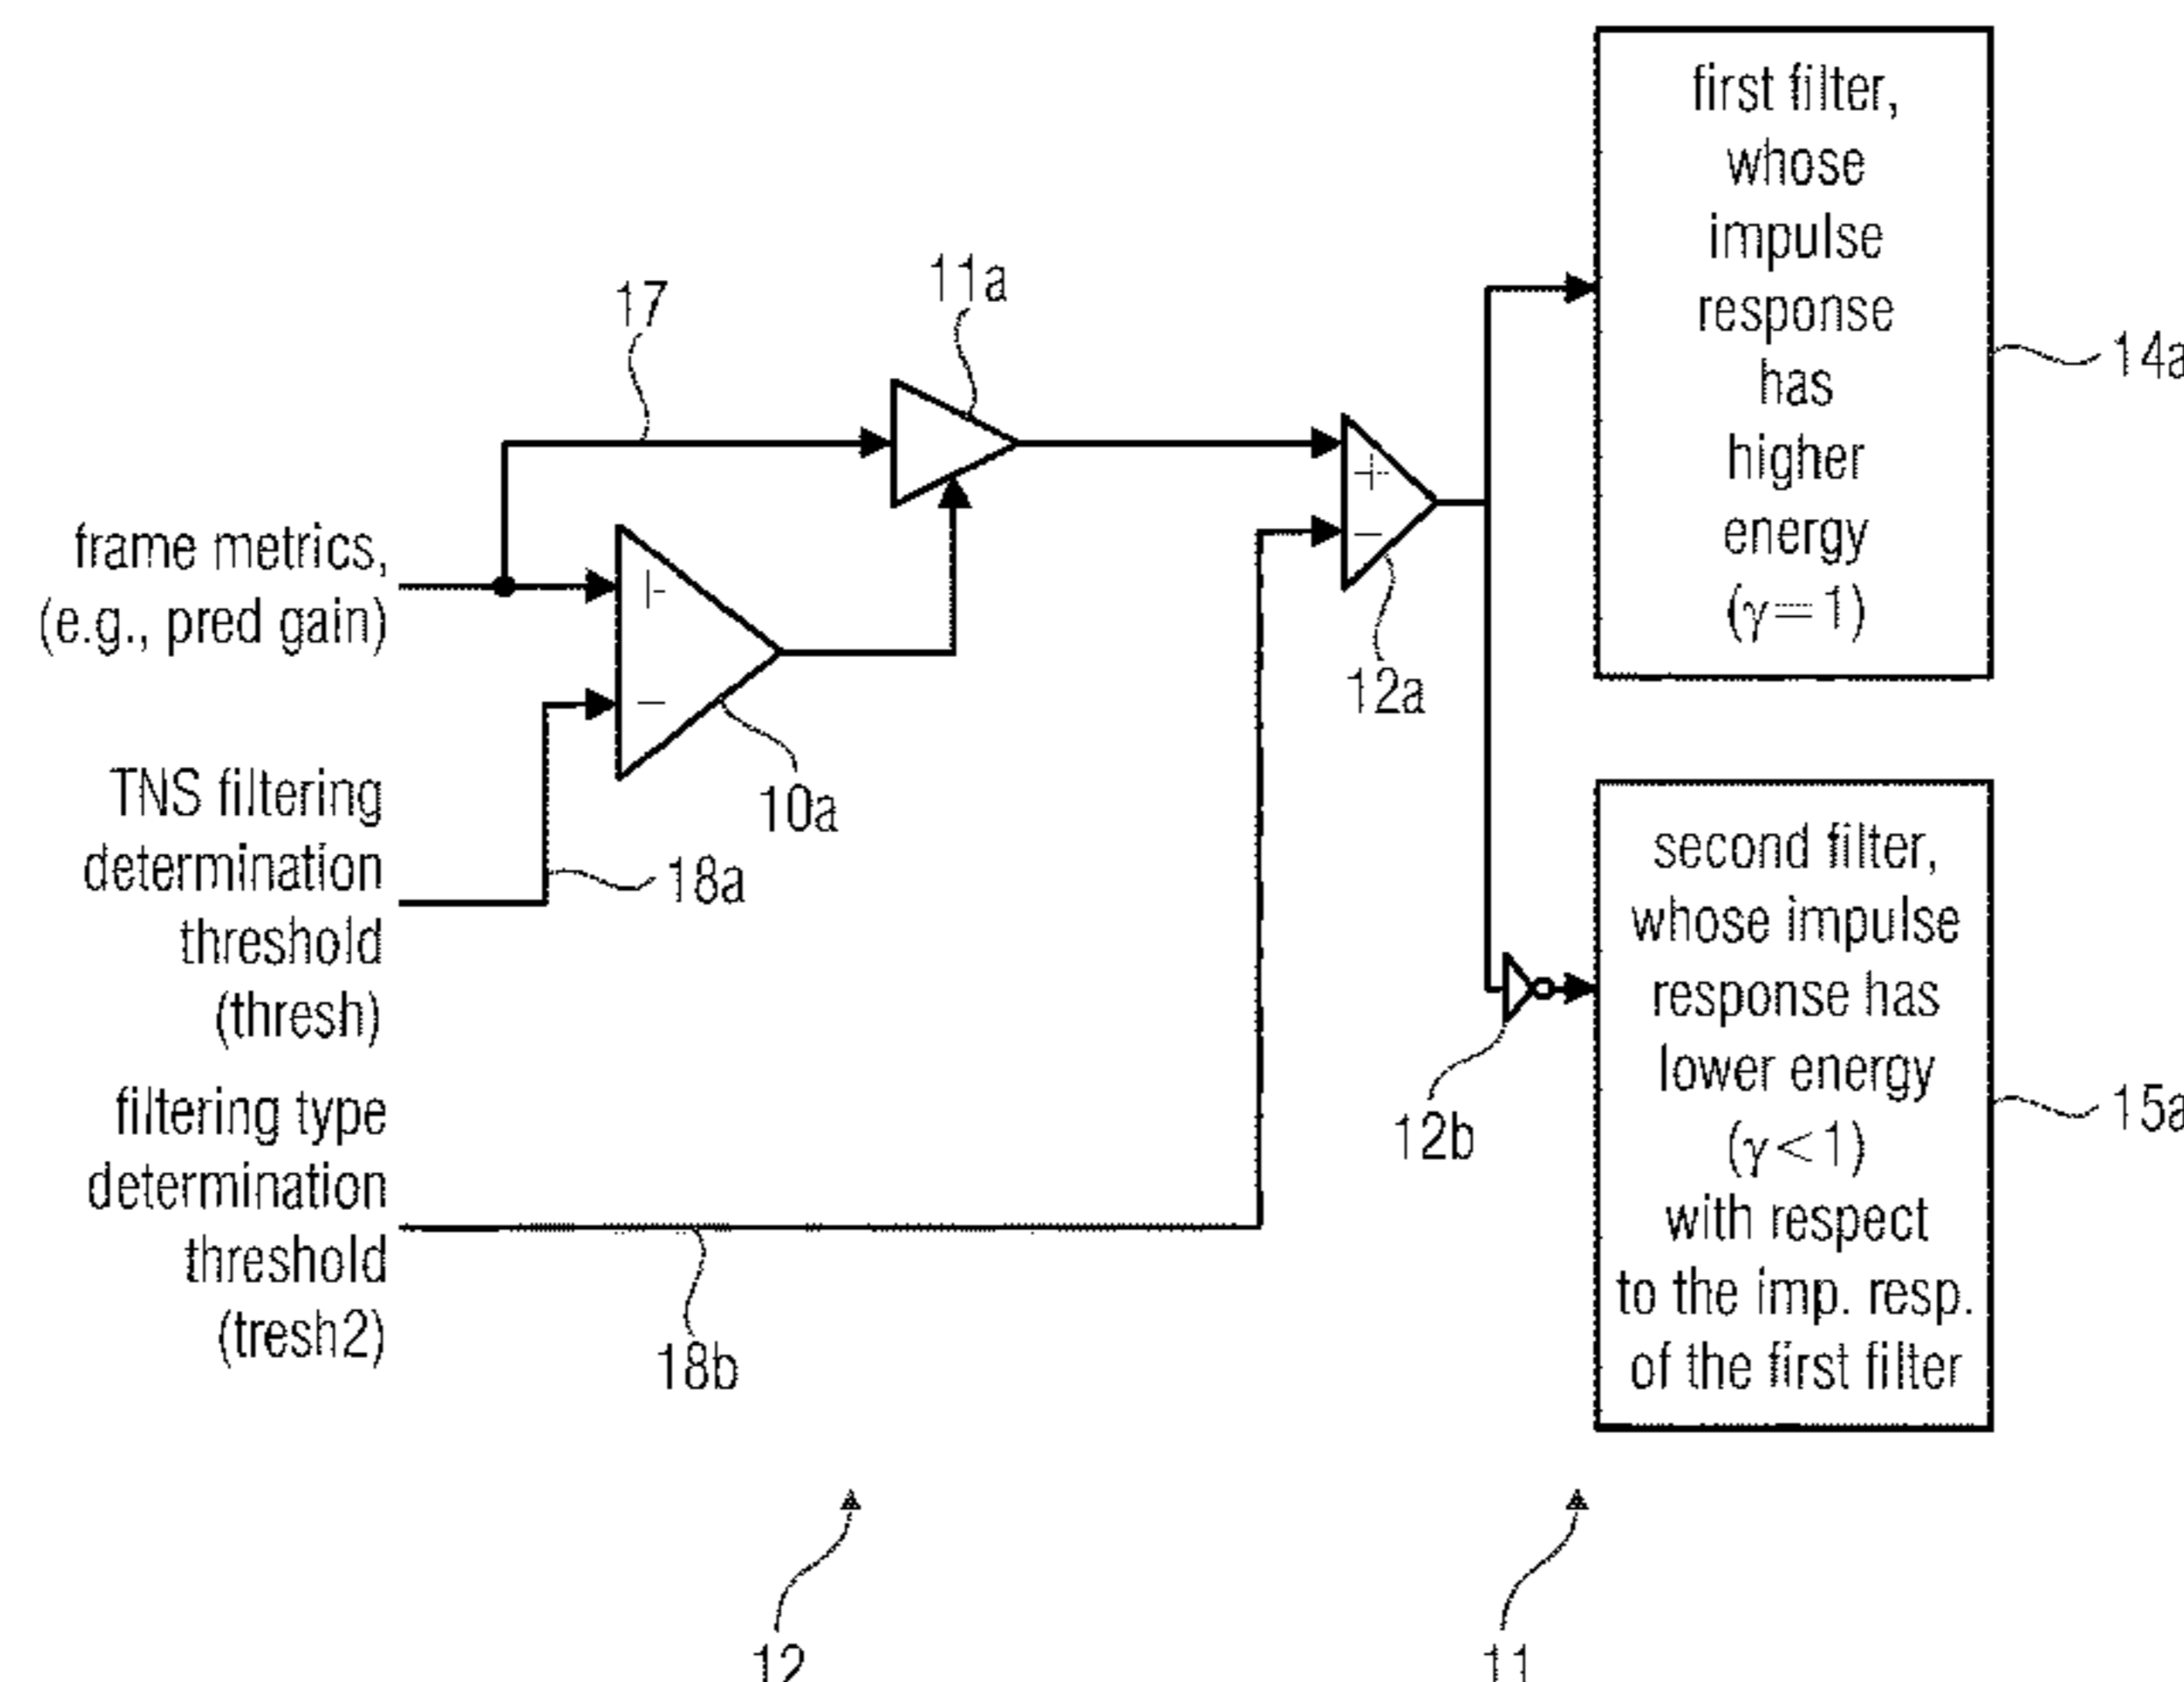 first filter,
whose
impulse
response
has
higher
energy
(γ=1)
14a
11a
17
+
−
12a
frame metrics,
(e.g., pred gain)
+
−
10a
TNS filtering
determination
threshold
(thresh)
18a
second filter,
whose impulse
response has
lower energy
(γ<1)
with respect
to the imp. resp.
of the first filter
15a
12b
filtering type
determination
threshold
(tresh2)
18b
12
11